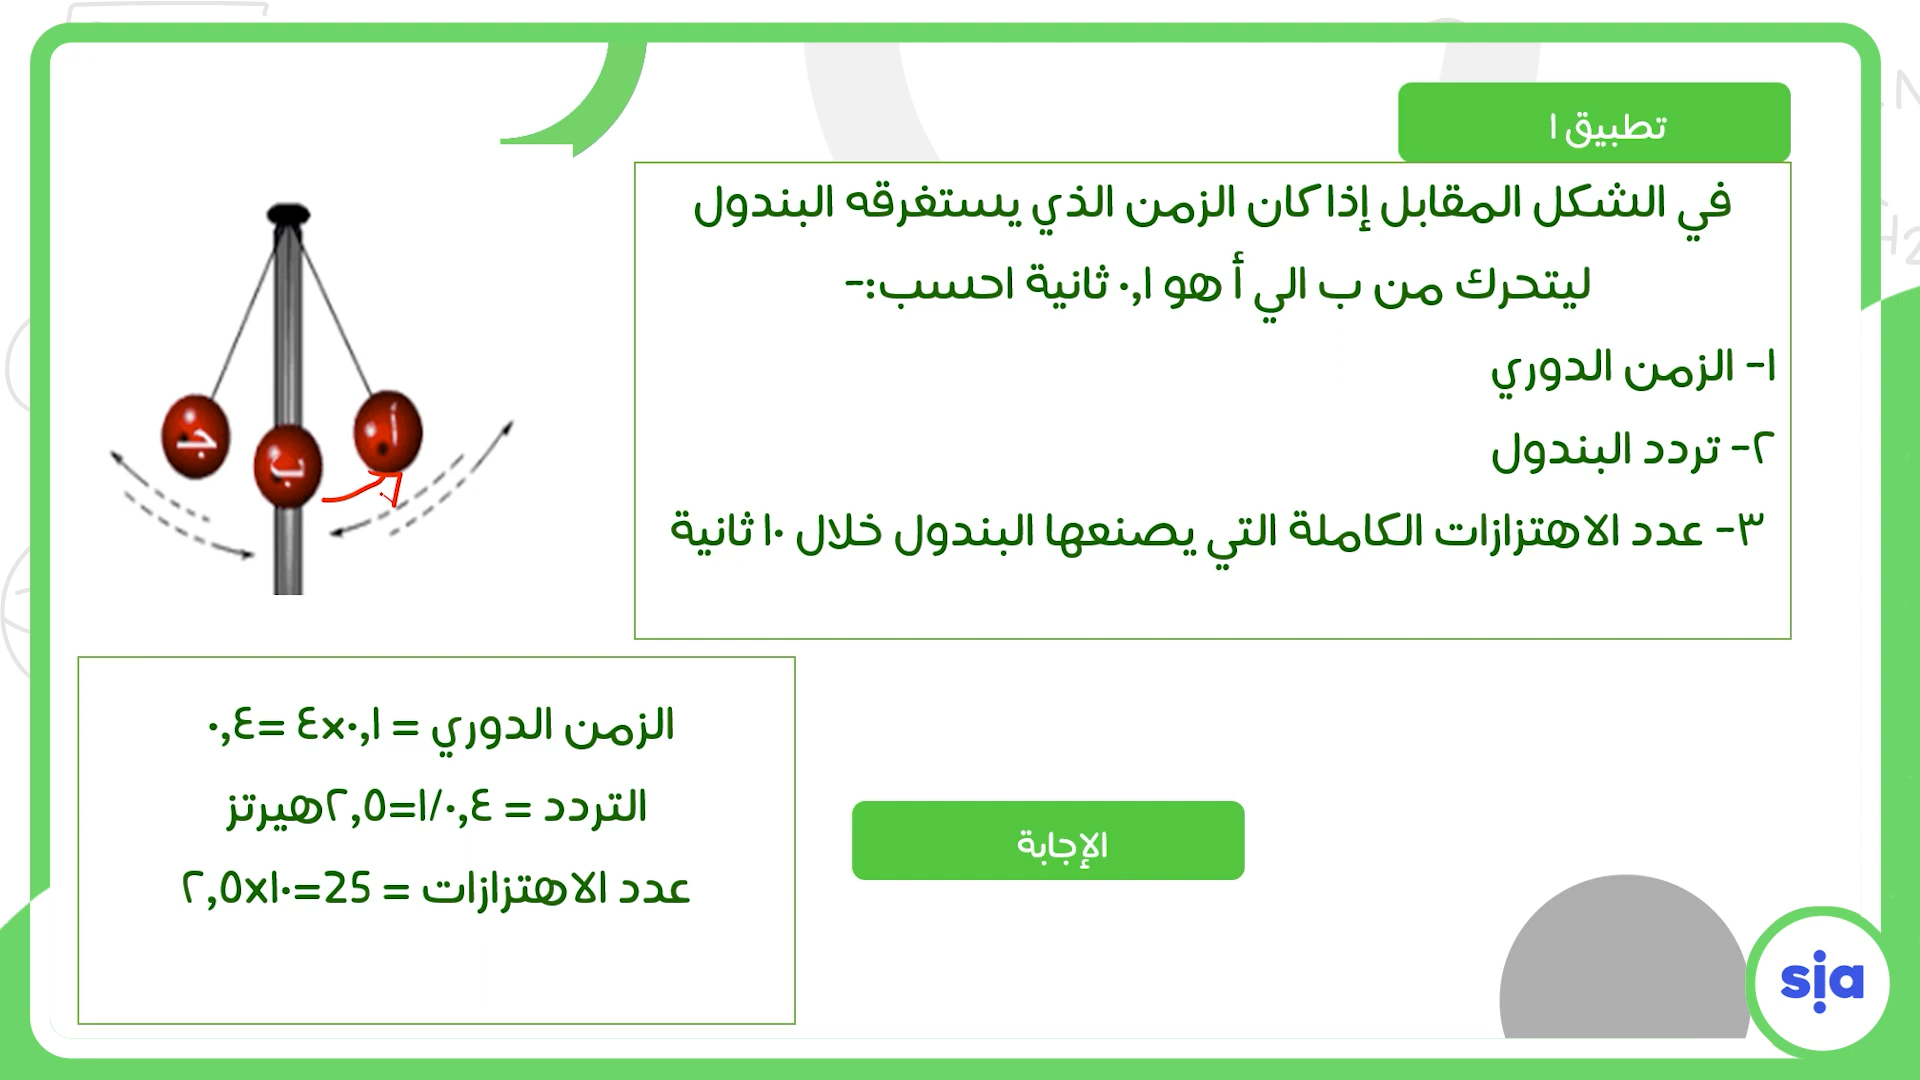 تطبيق ١
في الشكل المقابل إذا كان الزمن الذي يستغرقه البندول
ليتحرك من ب الي أ هو ٠,١ ثانية احسب:-
١- الزمن الدوري
٢- تردد البندول
٣- عدد الاهتزازات الكاملة التي يصنعها البندول خلال ١٠ ثانية
أ
ب
جـ
الإجابة
الزمن الدوري = ٠,١×٤ =٠,٤
التردد = ١/٠,٤=٢,٥هيرتز
عدد الاهتزازات = 25=١٠x٢,٥
sia